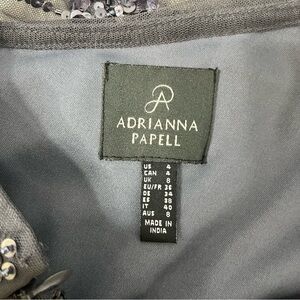 ADRIANNA
PAPELL
US 4
CAN 4
UK 8
EU/FR 36
DE 34
ES 38
IT 40
AUS 8
MADE IN
INDIA